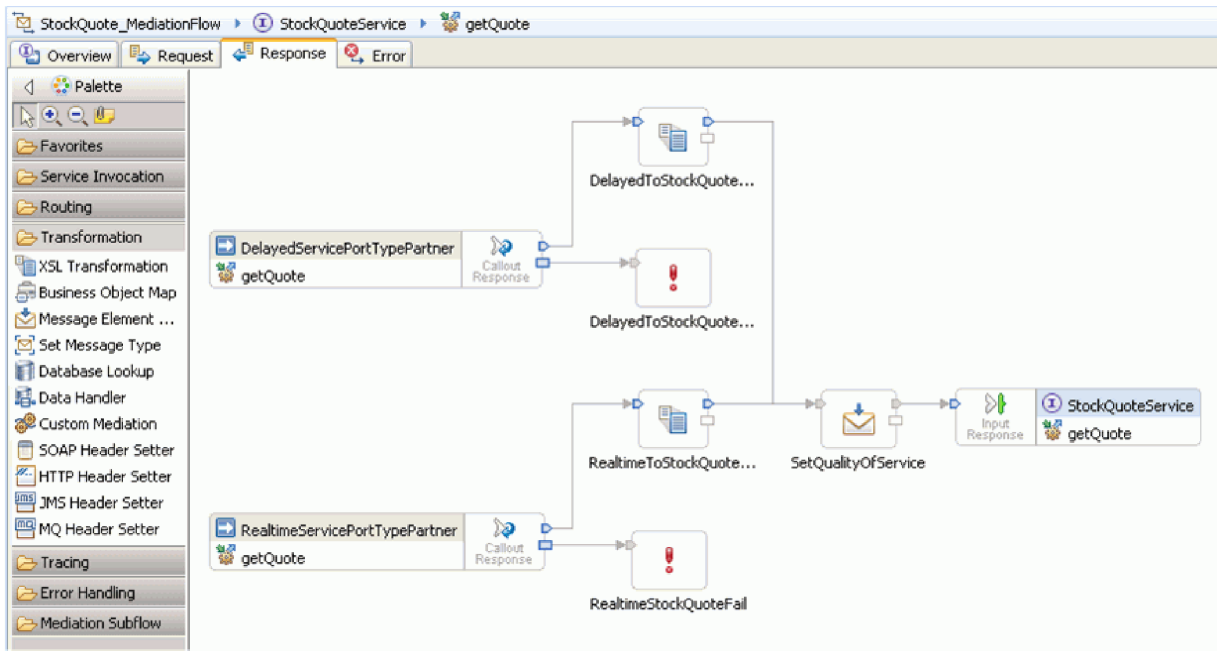 StockQuote_MediationFlow StockQuoteService getQuote
Overview Request Response Error
Palette
Favorites
Service Invocation
Routing
Transformation
XSL Transformation
Business Object Map
Message Element ...
Set Message Type
Database Lookup
Data Handler
Custom Mediation
SOAP Header Setter
HTTP Header Setter
JMS Header Setter
MQ Header Setter
Tracing
Error Handling
Mediation Subflow
DelayedToStockQuote...
DelayedServicePortTypePartner
getQuote
Callout
Response
DelayedToStockQuote...
RealtimeToStockQuote...
SetQualityOfService
Input
Response
StockQuoteService
getQuote
RealtimeServicePortTypePartner
getQuote
Callout
Response
RealtimeStockQuoteFail